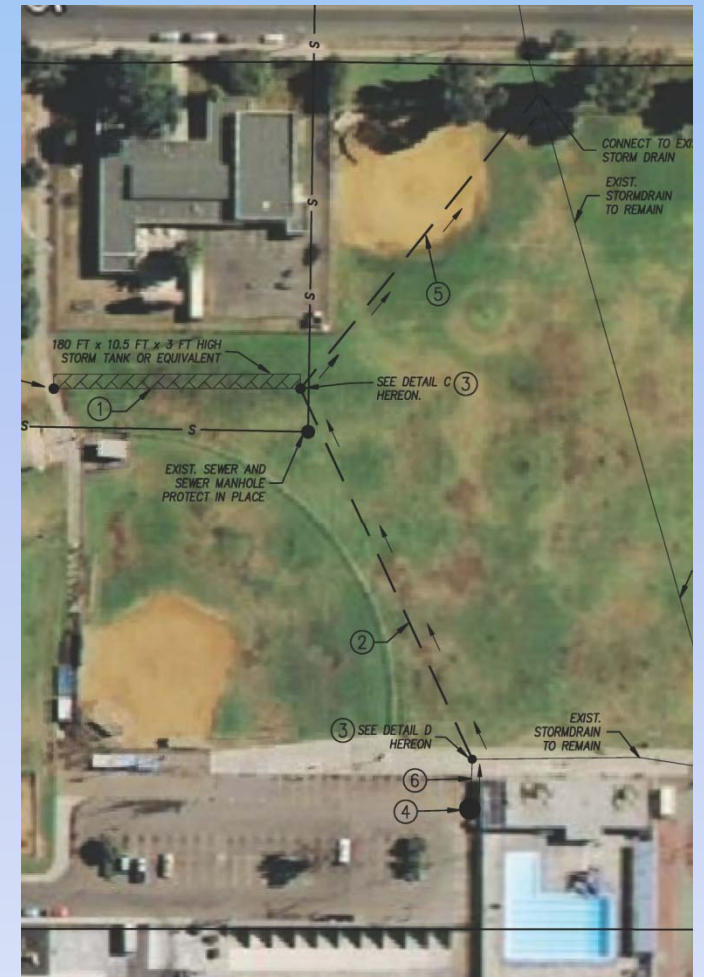 S
CONNECT TO EXI
STORM DRAIN
EXIST.
STORMDRAIN
TO REMAIN
S
S
5
180 FT x 10.5 FT x 3 FT HIGH
STORM TANK OR EQUIVALENT
SEE DETAIL C 3
HEREON.
1
S
S
EXIST. SEWER AND
SEWER MANHOLE
PROTECT IN PLACE
2
3 SEE DETAIL D
HEREON
EXIST.
STORMDRAIN
TO REMAIN
6
4